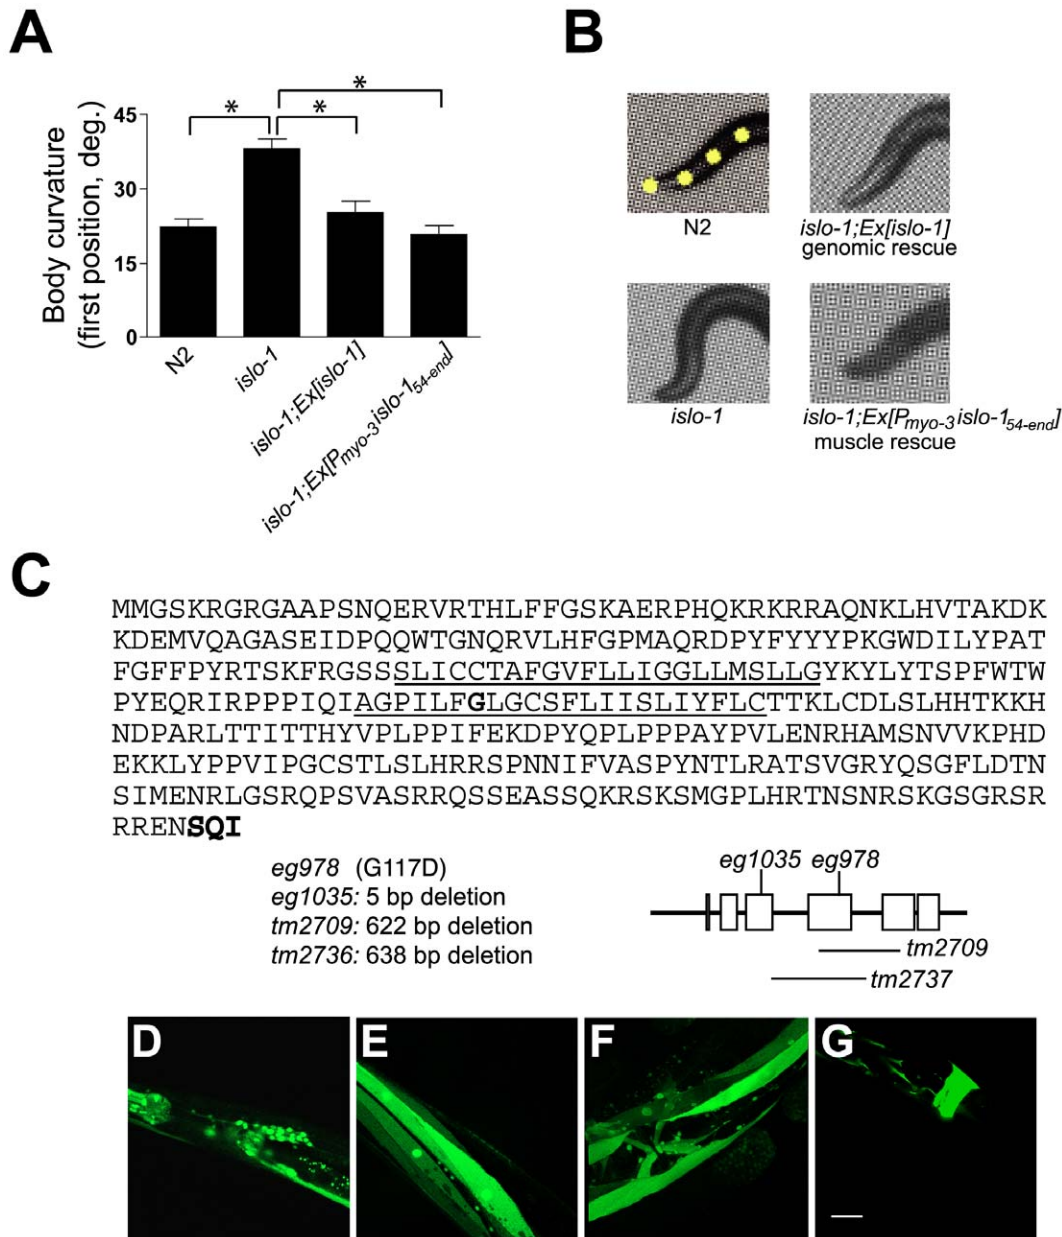 A
Body curvature
(first position, deg.)
45
30
15
0
*
*
*
N2
islo-1
islo-1;Ex[islo-1]
islo-1;Ex[Pmyo-3islo-154-end]
B
N2
islo-1;Ex[islo-1]
genomic rescue
islo-1
islo-1;Ex[Pmyo-3islo-154-end]
muscle rescue
C
MMGSKRGRGAAPSNQERVRTHLFFGSKAERPHQKRKRRAQNKLHVTAKDK
KDEMVQAGASEIDPQQWTGNQRVLHFGPMAQRDPYFYYYPKGWDILYPAT
FGFFPYRTSKFRGSSSLICCTAFGVFLLIGGLLMSLLGYKYLYTSPFWTW
PYEQRIRPPPIQIAGPILFGLGCSFLIISLIYFLCTTKLCDLSLHHTKKH
NDPARLTTITTHYVPLPPIFEKDPYQPLPPPAYPVLENRHAMSNVVKPHD
EKKLYPPVIPGCSTLSLHRRSPNNIFVASPYNTLRATSVGRYQSGFLDTN
SIMENRLGSRQPSVASRRQSSEASSQKRSKSMGPLHRTNSNRSKGSGRSR
RRENSQI
eg978 (G117D)
eg1035: 5 bp deletion
tm2709: 622 bp deletion
tm2736: 638 bp deletion
eg1035 eg978
tm2709
tm2737
D
E
F
G